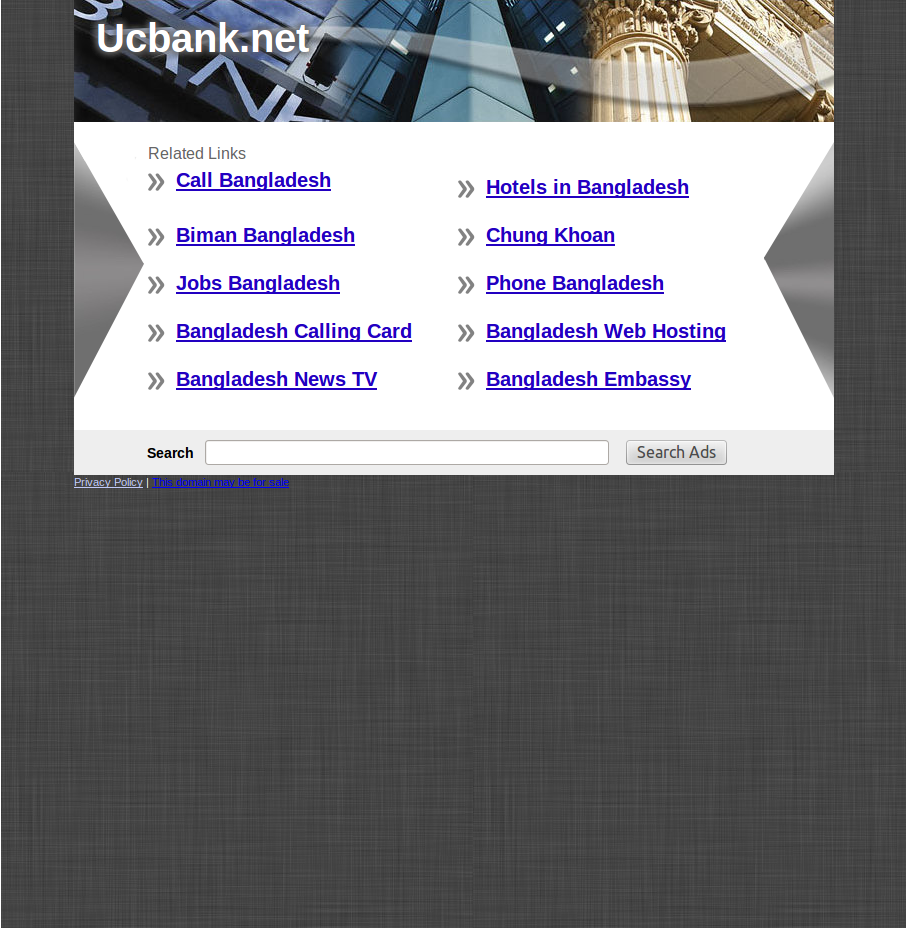 Ucbank.net
Related Links
Call Bangladesh
Hotels in Bangladesh
Biman Bangladesh
Chung Khoan
Jobs Bangladesh
Phone Bangladesh
Bangladesh Calling Card
Bangladesh Web Hosting
Bangladesh News TV
Bangladesh Embassy
Search Search Ads
Privacy Policy | This domain may be for sale